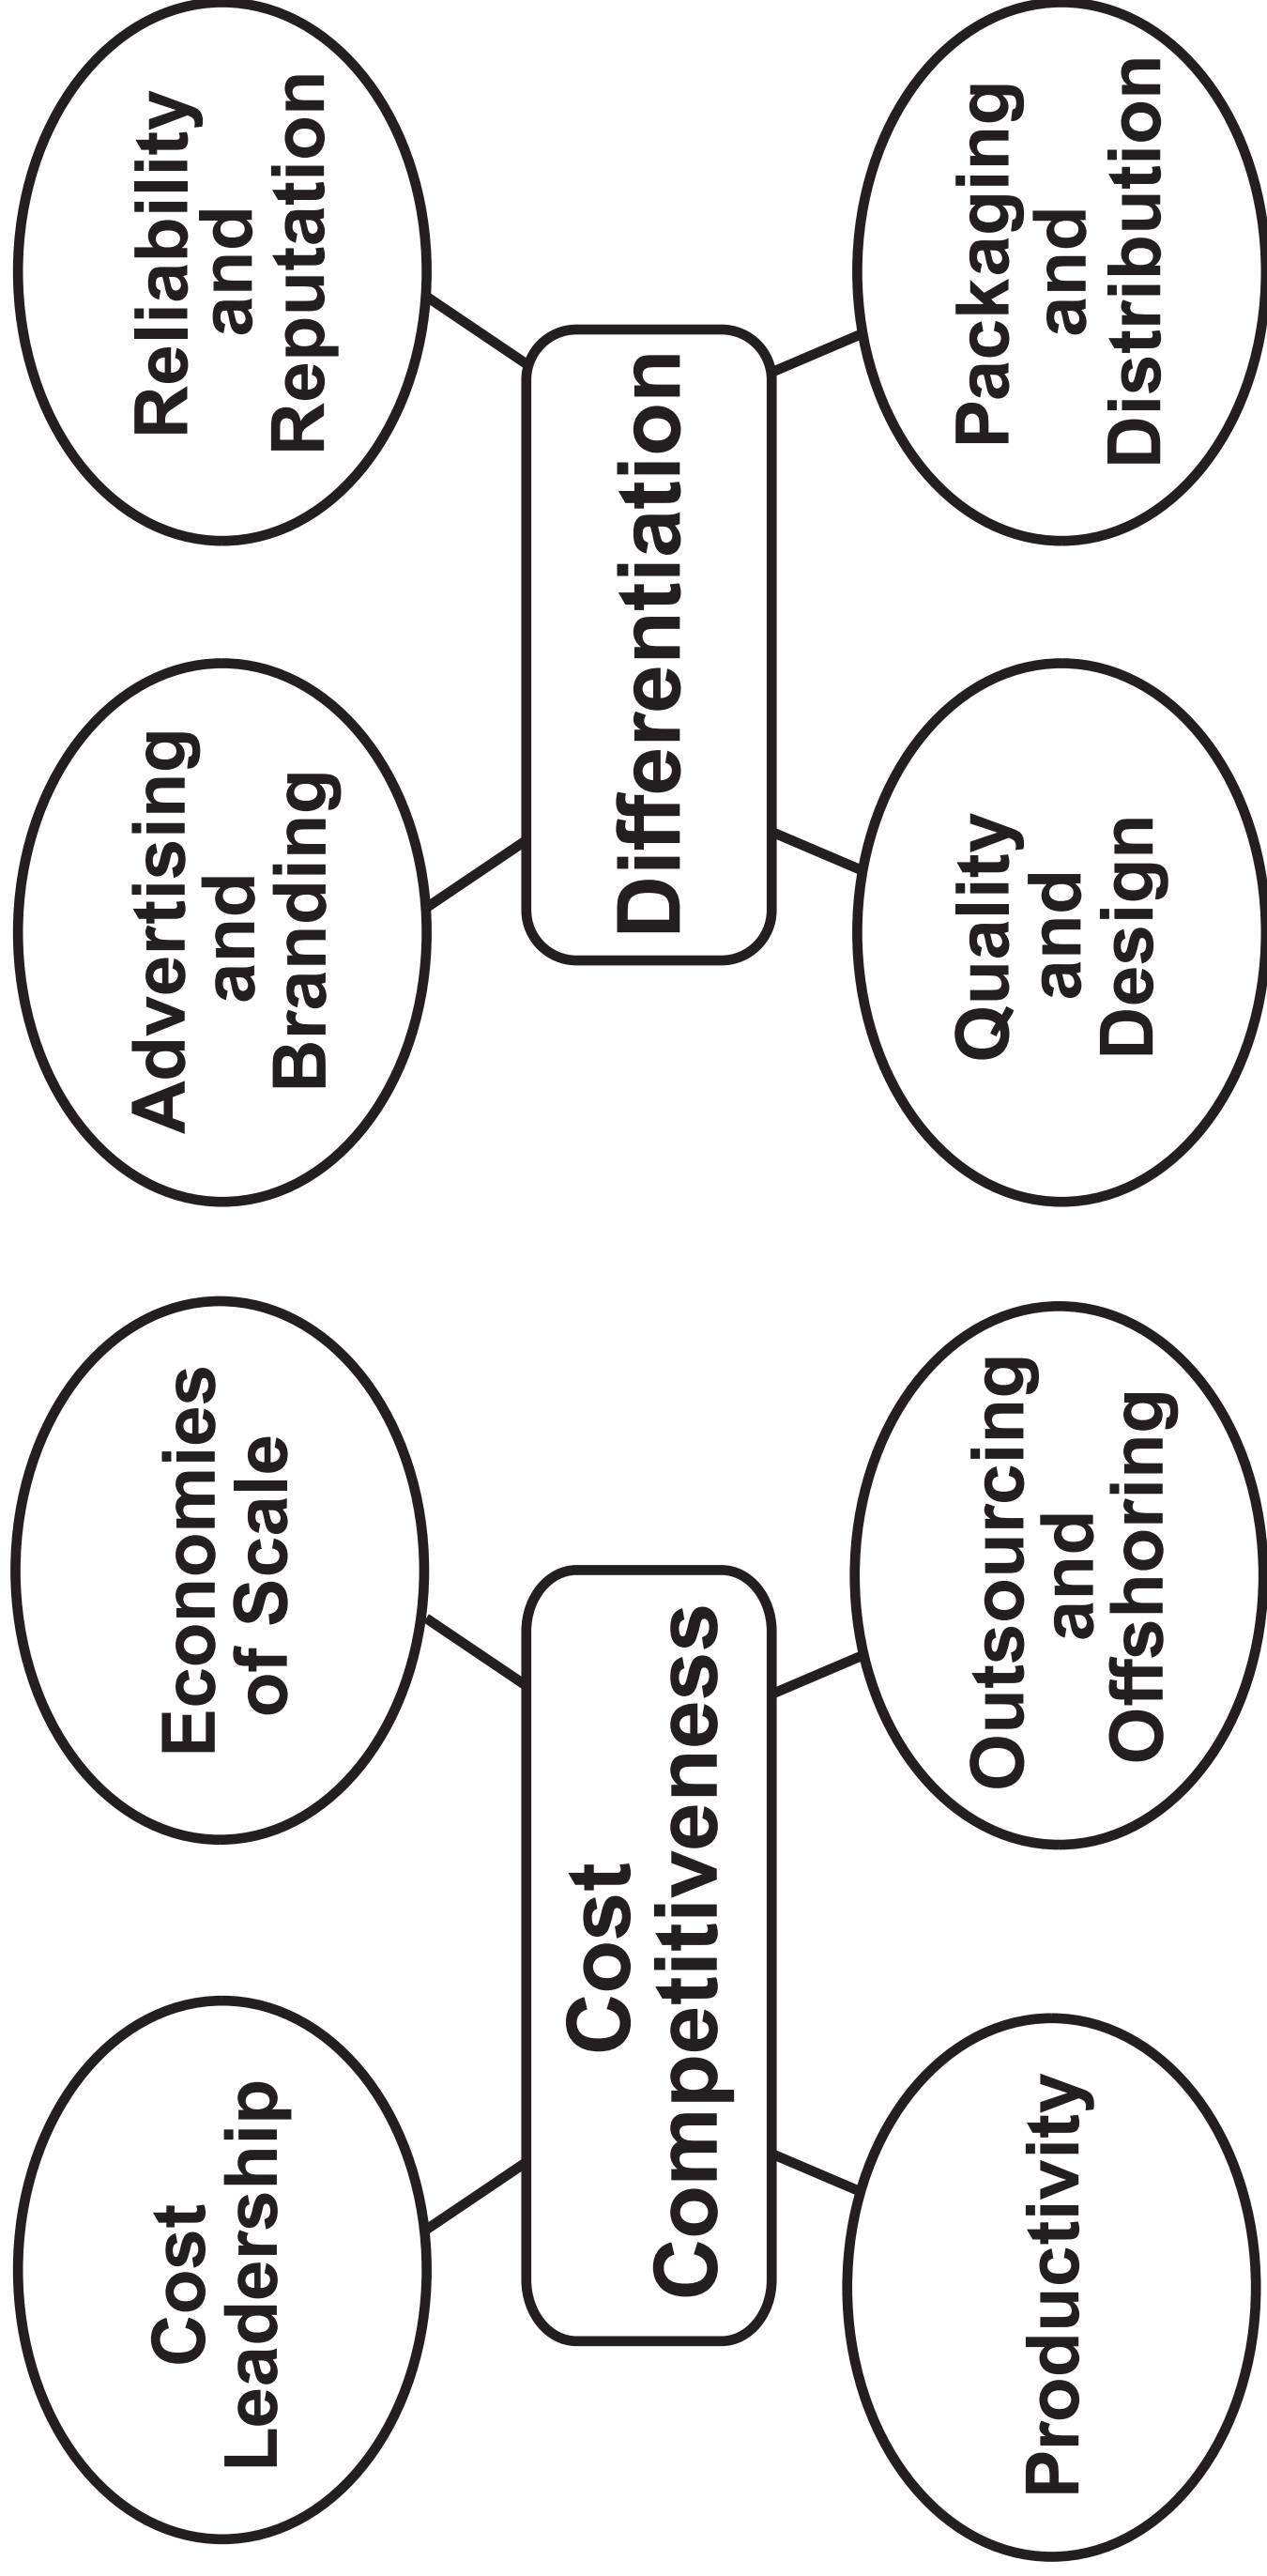 Cost
Leadership
Economies
of Scale
Cost
Competitiveness
Productivity
Outsourcing
and
Offshoring
Advertising
and
Branding
Reliability
and
Reputation
Differentiation
Quality
and
Design
Packaging
and
Distribution